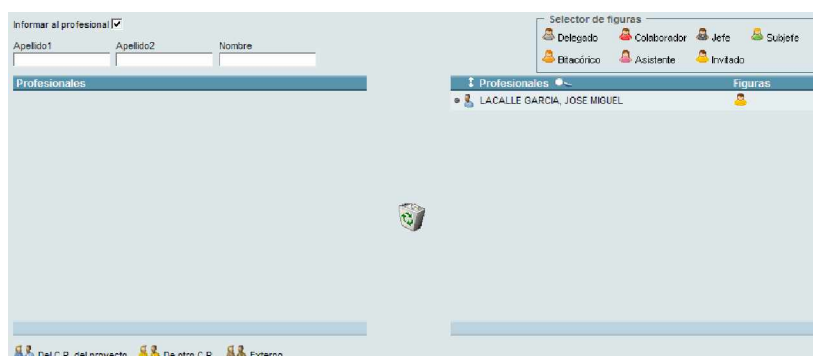 Informar al profesional
Selector de figuras
Delegado Colaborador Jefe Subjefe
Bitacórico Asistente Invitado
Apellido1 Apellido2 Nombre
Profesionales
Profesionales Figuras
LACALLE GARCIA, JOSE MIGUEL
Del C.R. del proyecto De otro C.R. Externo